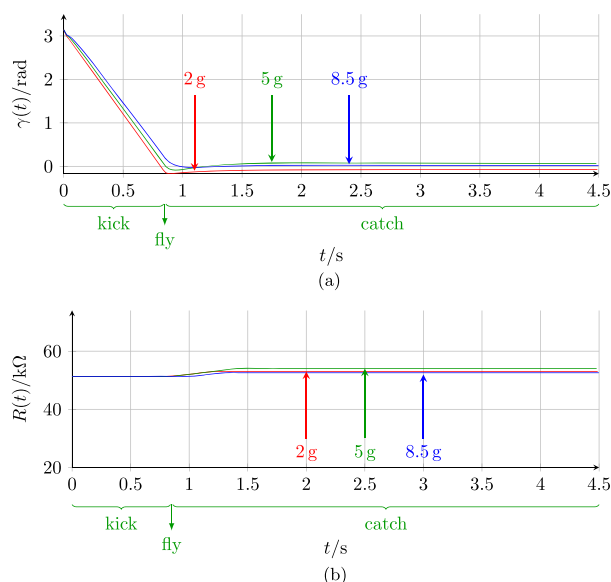 γ(t)/rad
3
2
1
0
2 g
5 g
8.5 g
0 0.5 1 1.5 2 2.5 3 3.5 4 4.5
kick
fly
catch
t/s
(a)
R(t)/kΩ
60
40
20
2 g
5 g
8.5 g
0 0.5 1 1.5 2 2.5 3 3.5 4 4.5
kick
fly
catch
t/s
(b)